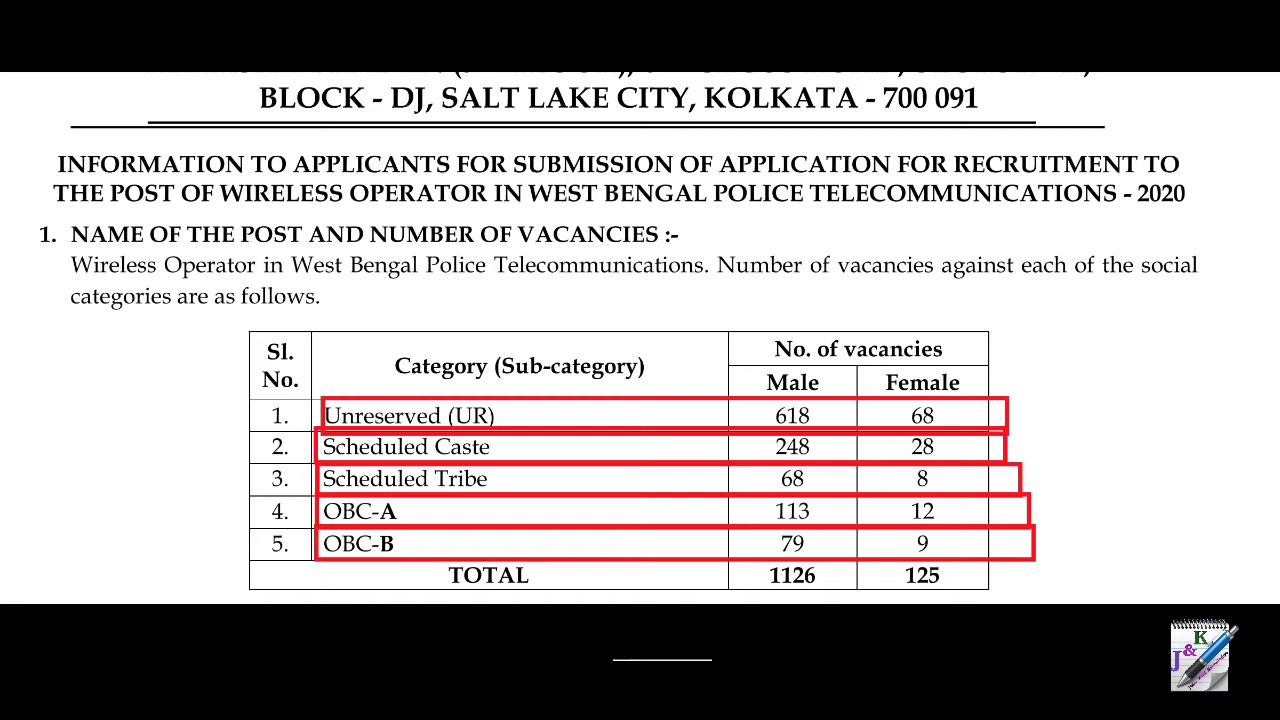 BLOCK - DJ, SALT LAKE CITY, KOLKATA - 700 091
INFORMATION TO APPLICANTS FOR SUBMISSION OF APPLICATION FOR RECRUITMENT TO
THE POST OF WIRELESS OPERATOR IN WEST BENGAL POLICE TELECOMMUNICATIONS - 2020
1. NAME OF THE POST AND NUMBER OF VACANCIES :-
Wireless Operator in West Bengal Police Telecommunications. Number of vacancies against each of the social
categories are as follows.
Sl. No. Category (Sub-category) No. of vacancies
Male Female
1. Unreserved (UR) 618 68
2. Scheduled Caste 248 28
3. Scheduled Tribe 68 8
4. OBC-A 113 12
5. OBC-B 79 9
TOTAL 1126 125
J&K